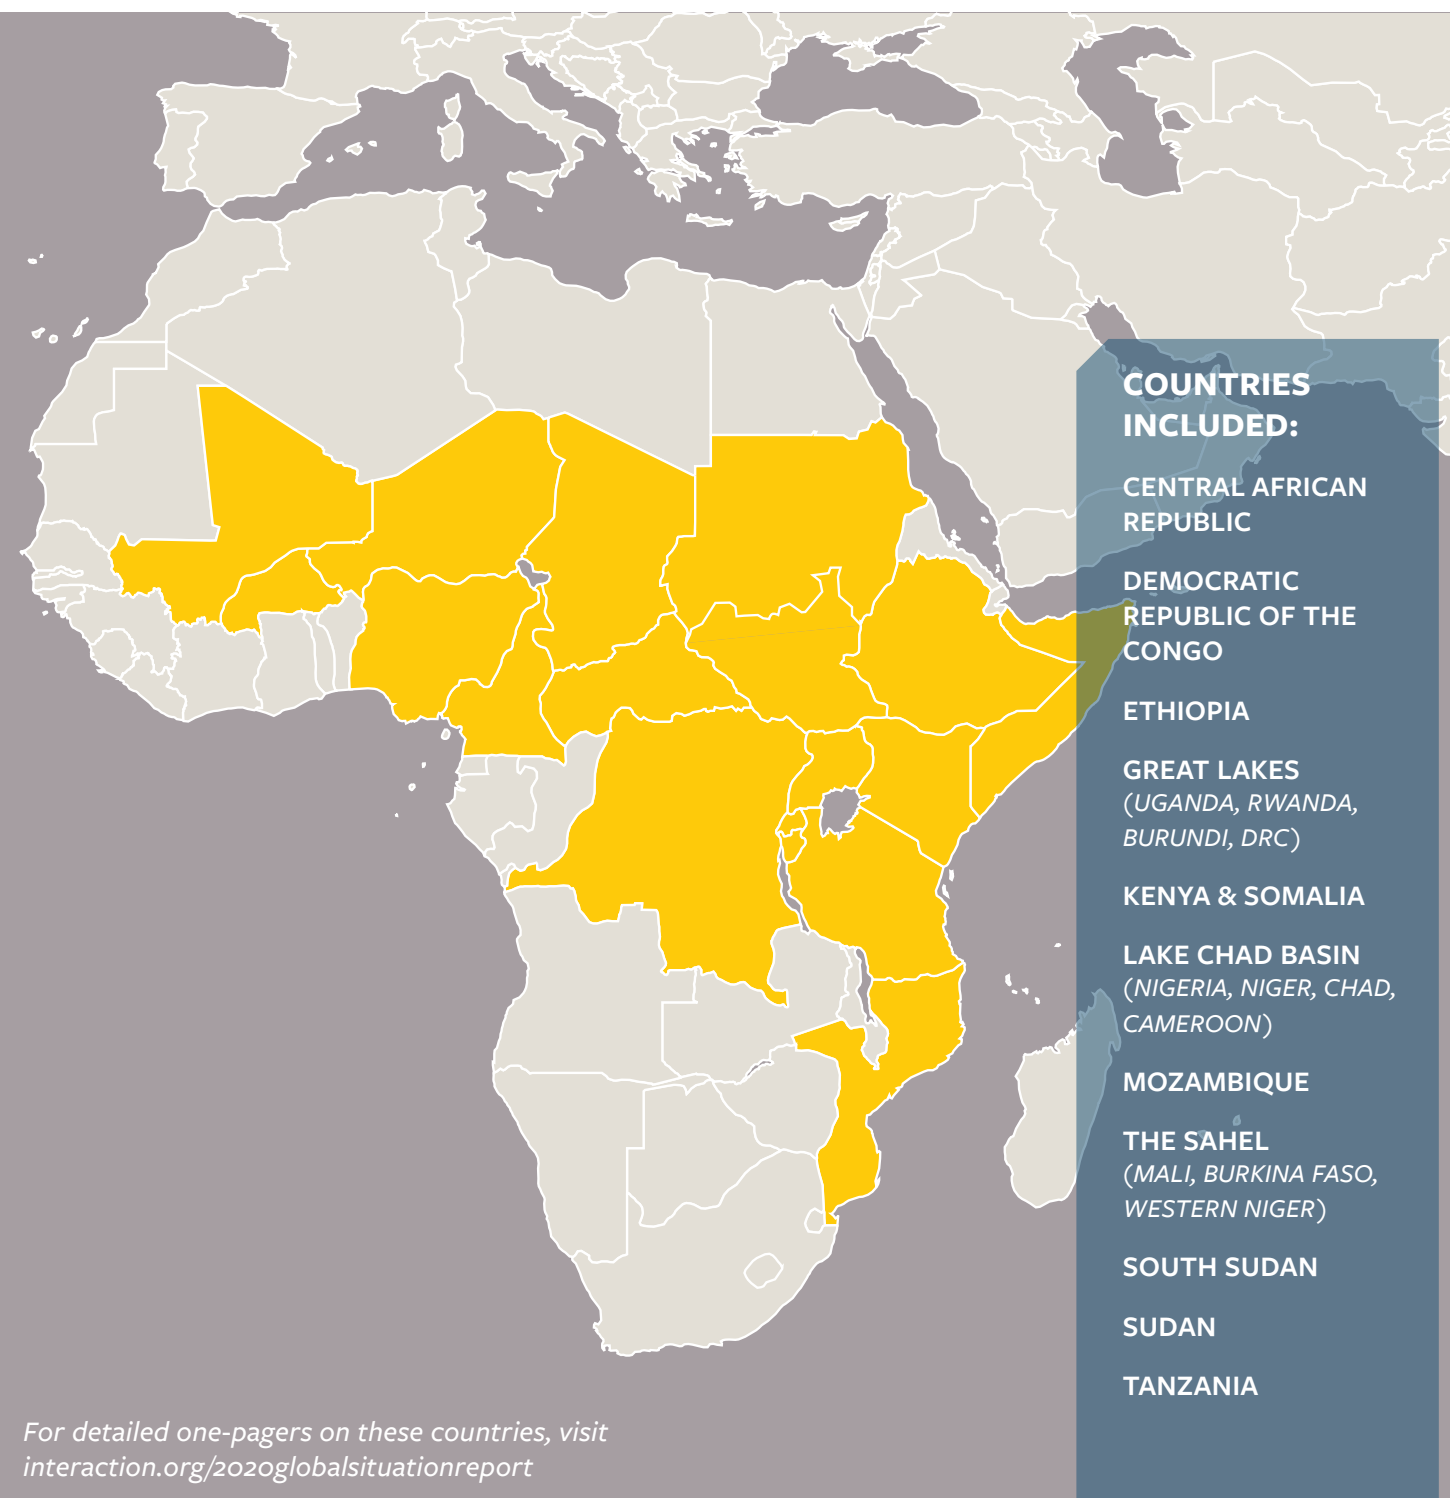 COUNTRIES
INCLUDED:
CENTRAL AFRICAN
REPUBLIC
DEMOCRATIC
REPUBLIC OF THE
CONGO
ETHIOPIA
GREAT LAKES
(UGANDA, RWANDA,
BURUNDI, DRC)
KENYA & SOMALIA
LAKE CHAD BASIN
(NIGERIA, NIGER, CHAD,
CAMEROON)
MOZAMBIQUE
THE SAHEL
(MALI, BURKINA FASO,
WESTERN NIGER)
SOUTH SUDAN
SUDAN
TANZANIA
For detailed one-pagers on these countries, visit
interaction.org/2020globalsituationreport